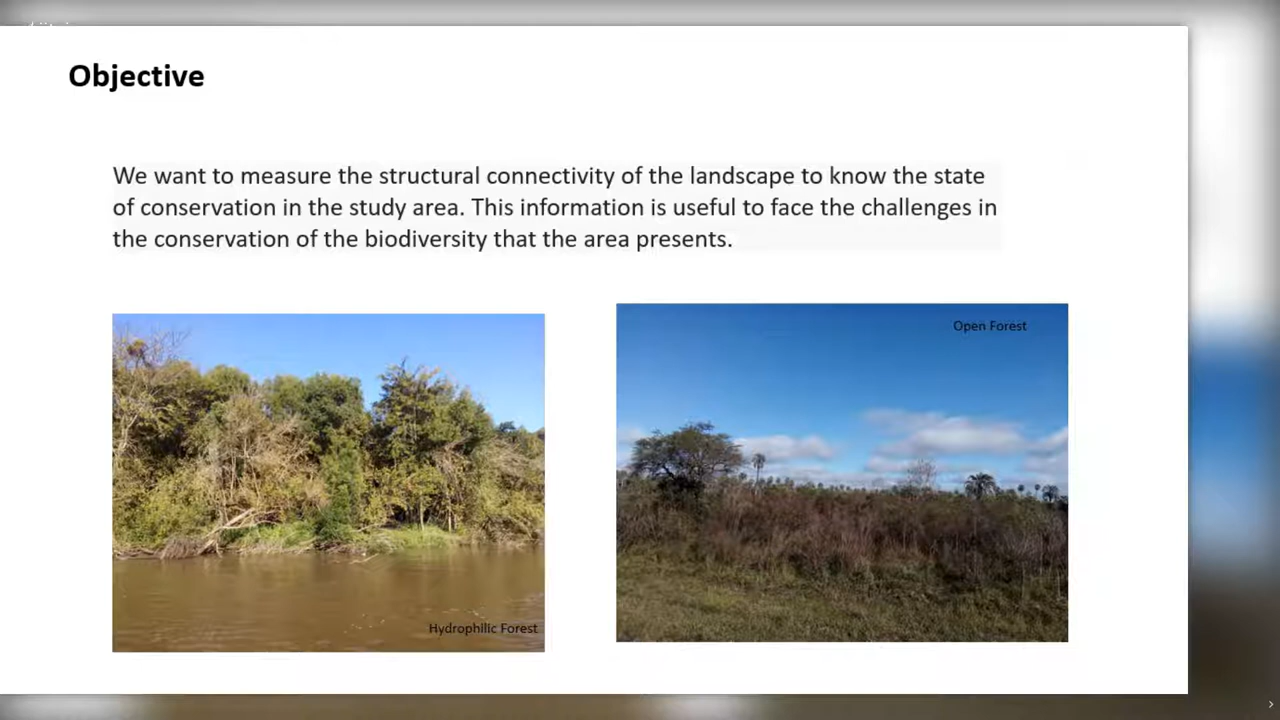 Objective
We want to measure the structural connectivity of the landscape to know the state
of conservation in the study area. This information is useful to face the challenges in
the conservation of the biodiversity that the area presents.
Open Forest
Hydrophilic Forest